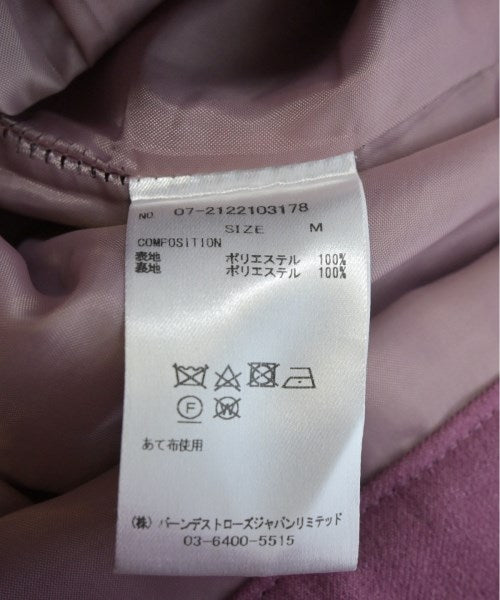 NO. 07-2122103178
SIZE M
COMPOSITION
表地 ポリエステル 100%
裏地 ポリエステル 100%
F W
あて布使用
(株) バーンデストローズジャパンリミテッド
03-6400-5515